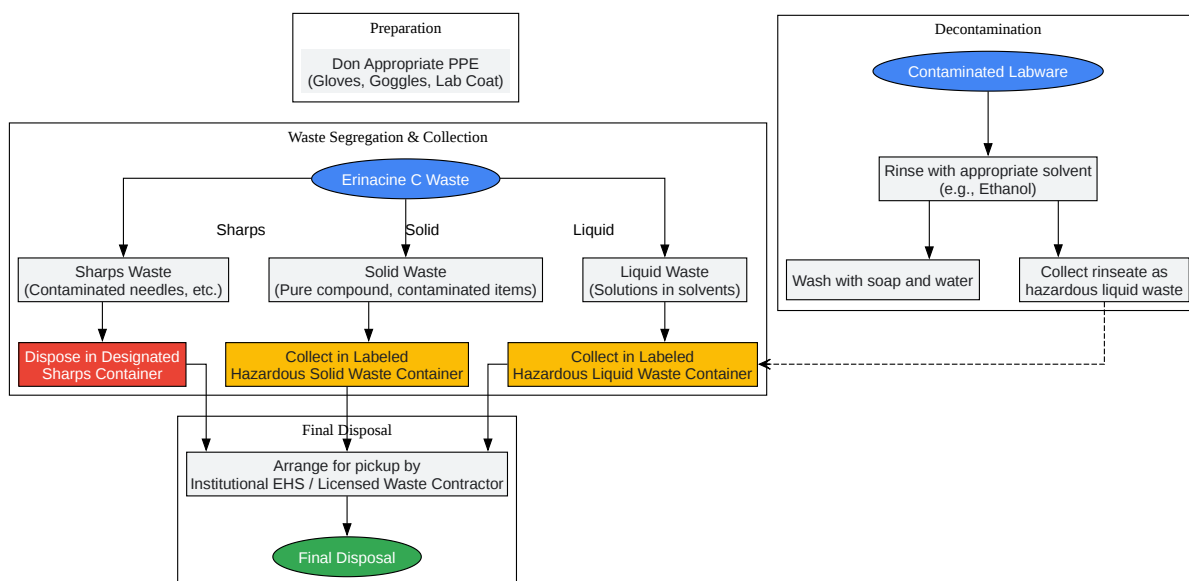 Preparation
Don Appropriate PPE
(Gloves, Goggles, Lab Coat)
Decontamination
Contaminated Labware
Rinse with appropriate solvent
(e.g., Ethanol)
Wash with soap and water
Collect rinseate as
hazardous liquid waste
Waste Segregation & Collection
Erinacine C Waste
Sharps
Solid
Liquid
Sharps Waste
(Contaminated needles, etc.)
Solid Waste
(Pure compound, contaminated items)
Liquid Waste
(Solutions in solvents)
Dispose in Designated
Sharps Container
Collect in Labeled
Hazardous Solid Waste Container
Collect in Labeled
Hazardous Liquid Waste Container
Final Disposal
Arrange for pickup by
Institutional EHS / Licensed Waste Contractor
Final Disposal